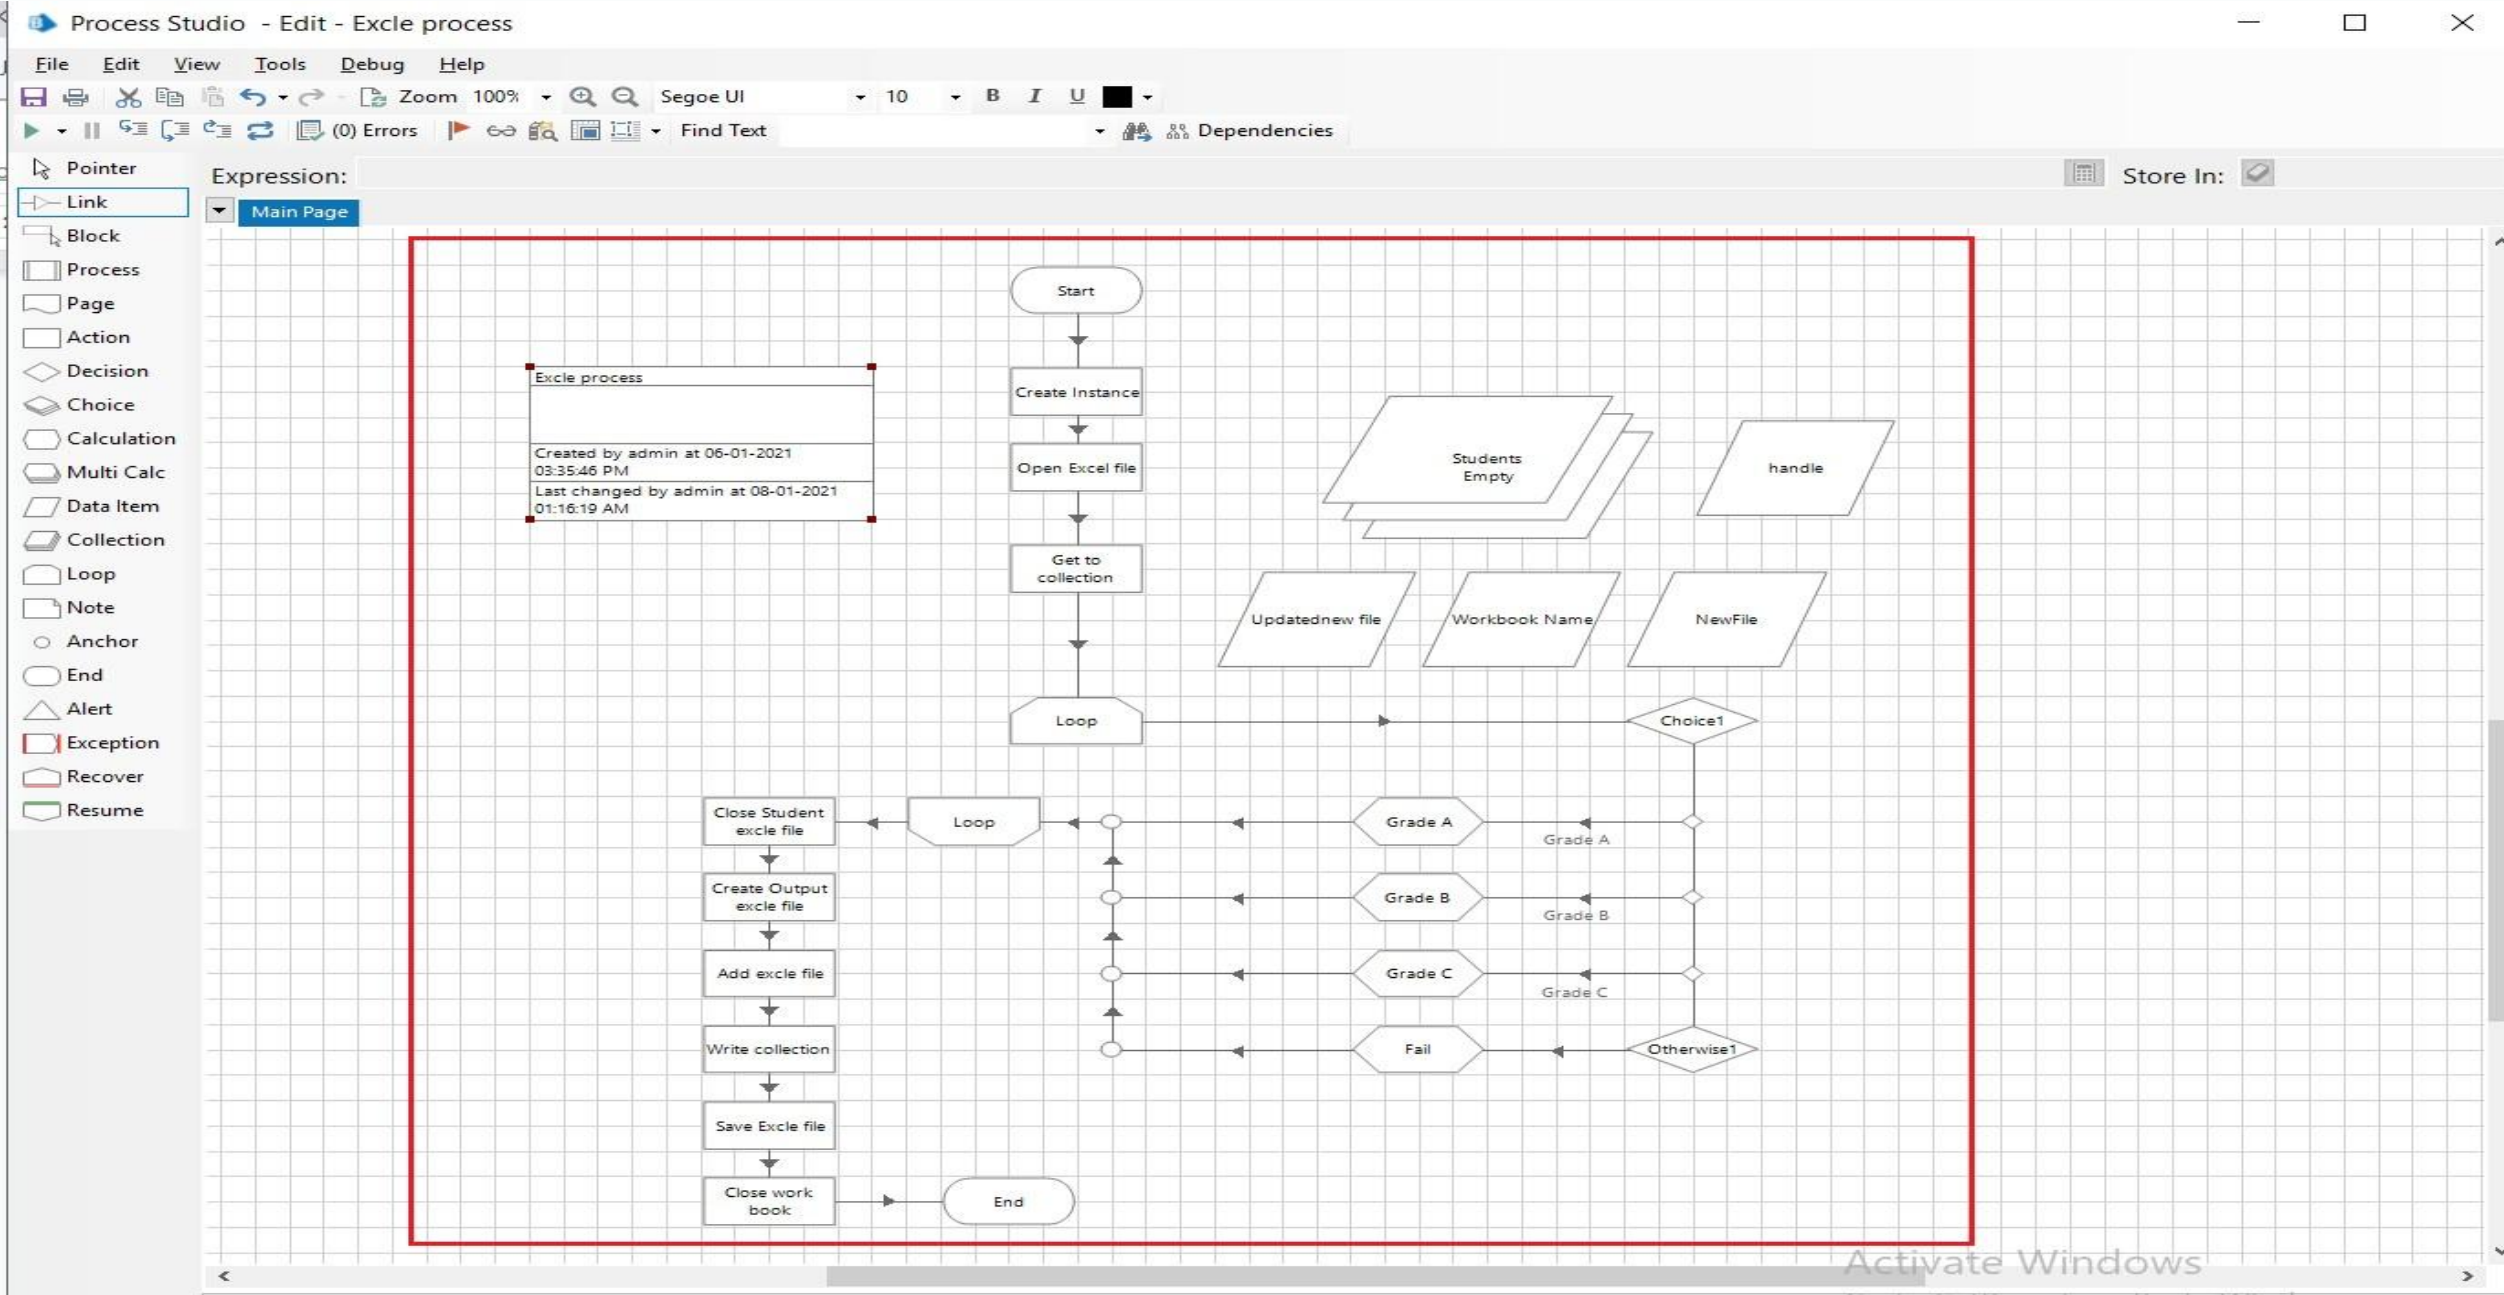 Process Studio - Edit - Excle process
File Edit View Tools Debug Help
Zoom 100% Segoe UI 10 B I U
(0) Errors Find Text Dependencies
Pointer
Link
Block
Process
Page
Action
Decision
Choice
Calculation
Multi Calc
Data Item
Collection
Loop
Note
Anchor
End
Alert
Exception
Recover
Resume
Expression:
Store In:
Main Page
Start
Excle process
Created by admin at 06-01-2021
03:35:46 PM
Last changed by admin at 08-01-2021
01:16:19 AM
Create Instance
Open Excel file
Get to
collection
Students
Empty
handle
Updatednew file
Workbook Name
NewFile
Loop
Choice1
Close Student
excle file
Loop
Grade A
Grade A
Create Output
excle file
Grade B
Grade B
Add excle file
Grade C
Grade C
Write collection
Fail
Otherwise1
Save Excle file
Close work
book
End
Activate Windows